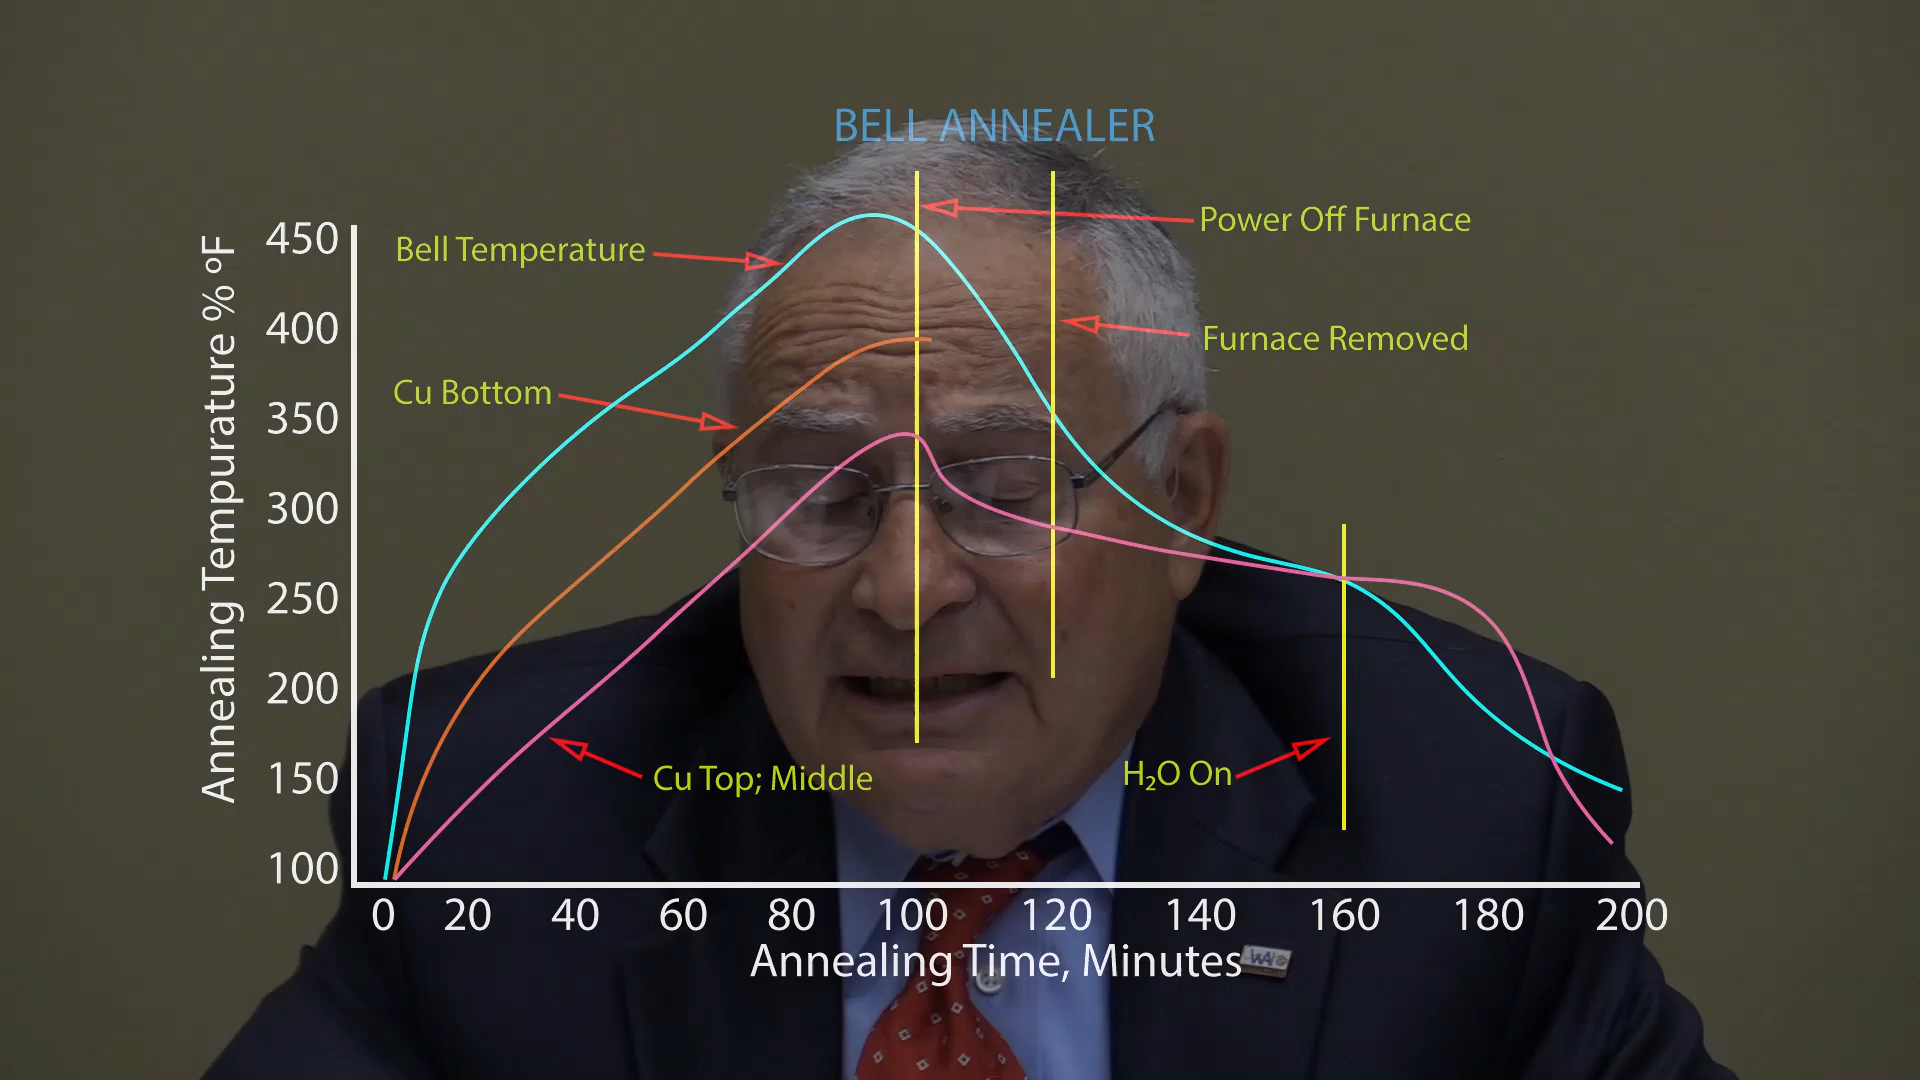 BELL ANNEALER
Power Off Furnace
Bell Temperature
Furnace Removed
Cu Bottom
Cu Top; Middle
H₂O On
Annealing Tempurature % ºF
450
400
350
300
250
200
150
100
0 20 40 60 80 100 120 140 160 180 200
Annealing Time, Minutes
WAI